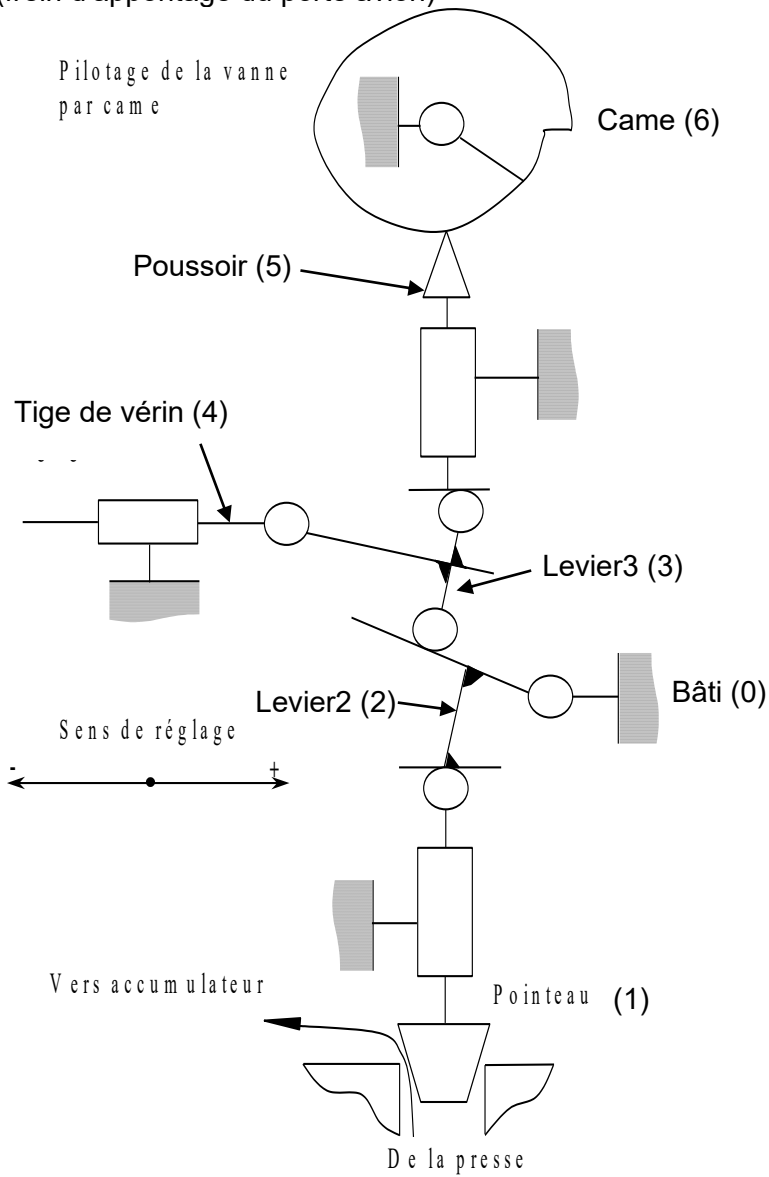 (frein d'appontage du porte avion)
Pilotage de la vanne
par came
Came (6)
Poussoir (5)
Tige de vérin (4)
Levier3 (3)
Levier2 (2)
Bâti (0)
Sens de réglage
- +
Vers accumulateur
Pointeau (1)
De la presse